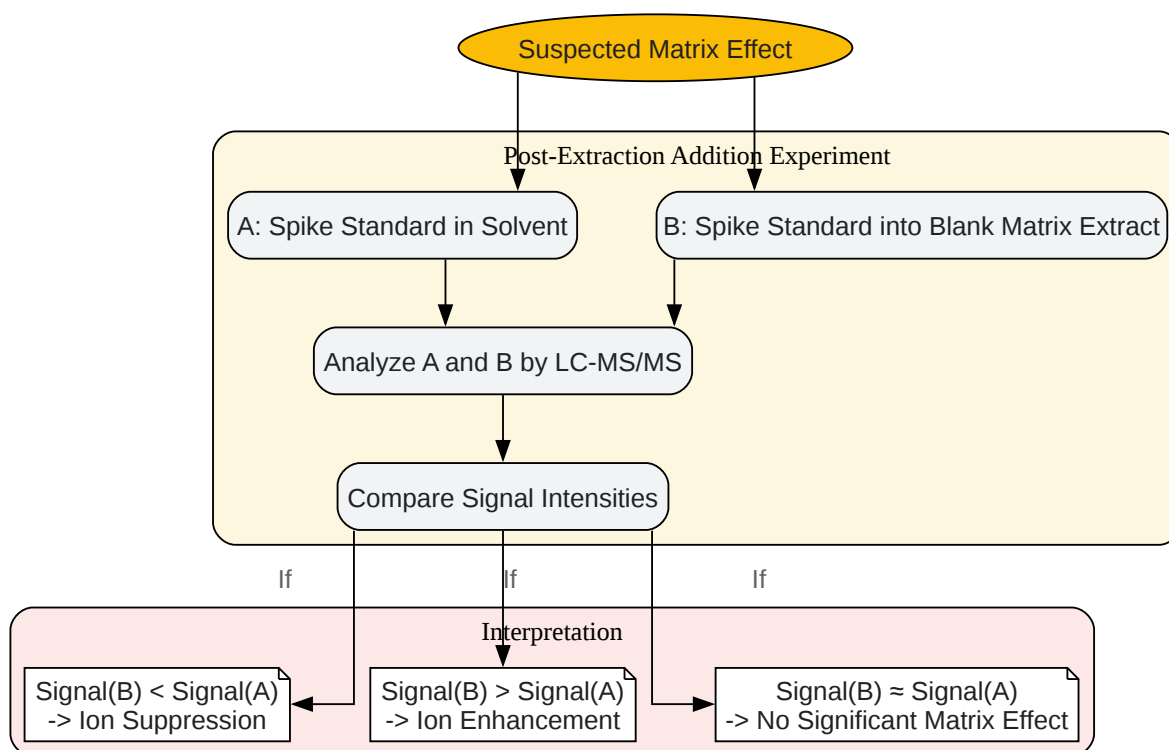 Suspected Matrix Effect
Post-Extraction Addition Experiment
A: Spike Standard in Solvent
B: Spike Standard into Blank Matrix Extract
Analyze A and B by LC-MS/MS
Compare Signal Intensities
If
If
If
Interpretation
Signal(B) < Signal(A)
-> Ion Suppression
Signal(B) > Signal(A)
-> Ion Enhancement
Signal(B) ≈ Signal(A)
-> No Significant Matrix Effect